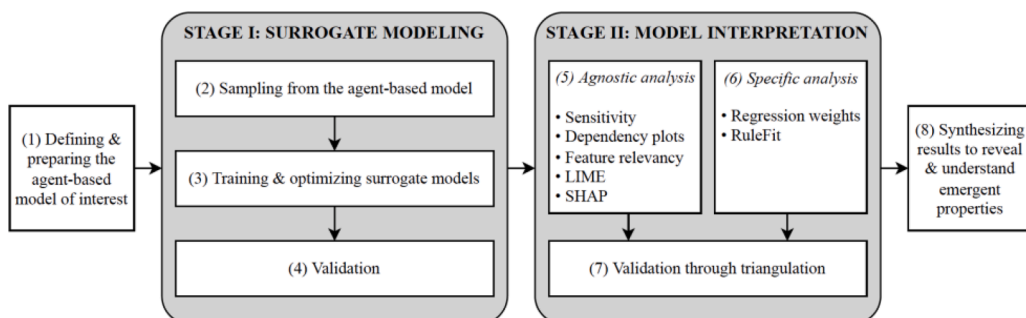 (1) Defining &
preparing the
agent-based
model of interest
STAGE I: SURROGATE MODELING
(2) Sampling from the agent-based model
(3) Training & optimizing surrogate models
(4) Validation
STAGE II: MODEL INTERPRETATION
(5) Agnostic analysis
• Sensitivity
• Dependency plots
• Feature relevancy
• LIME
• SHAP
(6) Specific analysis
• Regression weights
• RuleFit
(7) Validation through triangulation
(8) Synthesizing
results to reveal
& understand
emergent
properties